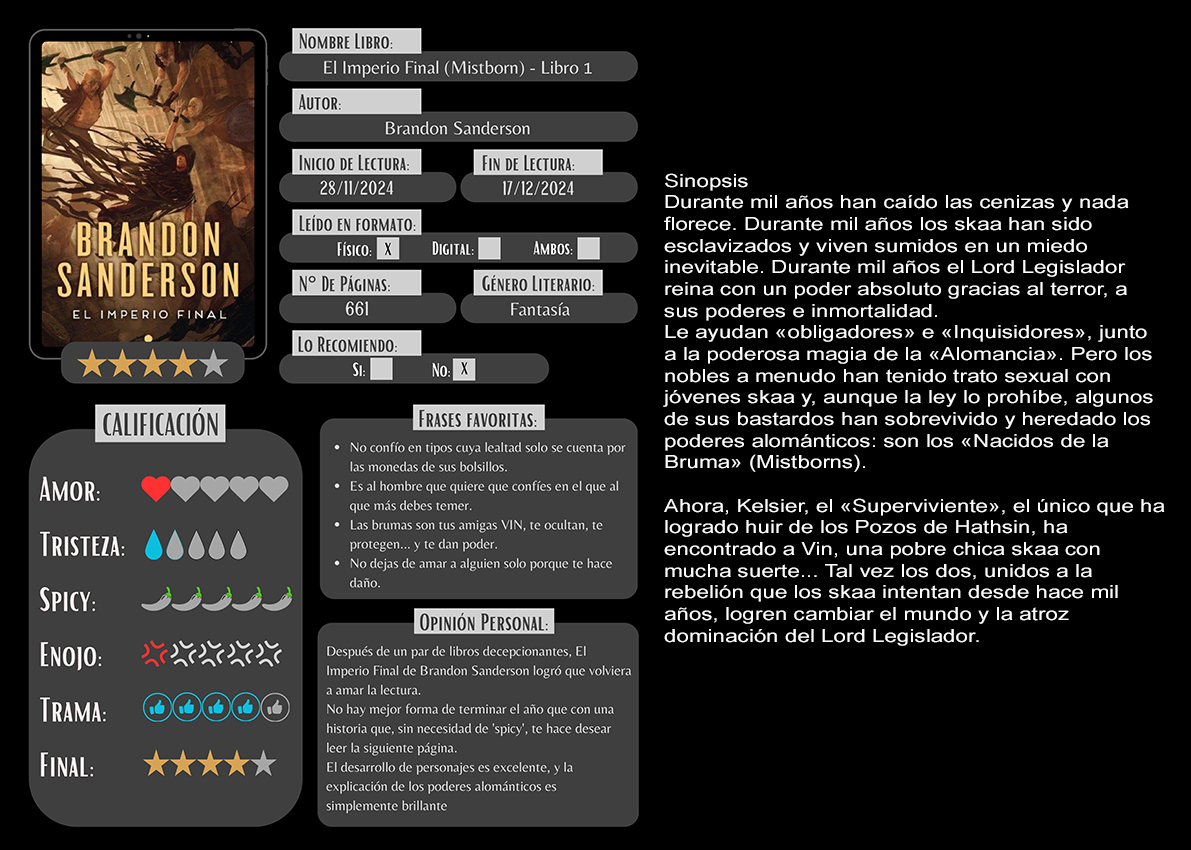 BRANDON
SANDERSON
EL IMPERIO FINAL
NOMBRE LIBRO:
El Imperio Final (Mistborn) - Libro 1
AUTOR:
Brandon Sanderson
INICIO DE LECTURA:
28/11/2024
FIN DE LECTURA:
17/12/2024
LEÍDO EN FORMATO:
FÍSICO: X DIGITAL: AMBOS:
N° DE PÁGINAS:
661
GÉNERO LITERARIO:
Fantasía
LO RECOMIENDO:
SI: NO: X
CALIFICACIÓN
AMOR:
TRISTEZA:
SPICY:
ENOJO:
TRAMA:
FINAL:
FRASES FAVORITAS:
• No confío en tipos cuya lealtad solo se cuenta por
las monedas de sus bolsillos.
• Es al hombre que quiere que confíes en el que al
que más debes temer.
• Las brumas son tus amigas VIN, te ocultan, te
protegen... y te dan poder.
• No dejas de amar a alguien solo porque te hace
daño.
OPINIÓN PERSONAL:
Después de un par de libros decepcionantes, El
Imperio Final de Brandon Sanderson logró que volviera
a amar la lectura.
No hay mejor forma de terminar el año que con una
historia que, sin necesidad de 'spicy', te hace desear
leer la siguiente página.
El desarrollo de personajes es excelente, y la
explicación de los poderes alománticos es
simplemente brillante
Sinopsis
Durante mil años han caído las cenizas y nada
florece. Durante mil años los skaa han sido
esclavizados y viven sumidos en un miedo
inevitable. Durante mil años el Lord Legislador
reina con un poder absoluto gracias al terror, a
sus poderes e inmortalidad.
Le ayudan «obligadores» e «Inquisidores», junto
a la poderosa magia de la «Alomancia». Pero los
nobles a menudo han tenido trato sexual con
jóvenes skaa y, aunque la ley lo prohíbe, algunos
de sus bastardos han sobrevivido y heredado los
poderes alománticos: son los «Nacidos de la
Bruma» (Mistborns).
Ahora, Kelsier, el «Superviviente», el único que ha
logrado huir de los Pozos de Hathsin, ha
encontrado a Vin, una pobre chica skaa con
mucha suerte... Tal vez los dos, unidos a la
rebelión que los skaa intentan desde hace mil
años, logren cambiar el mundo y la atroz
dominación del Lord Legislador.